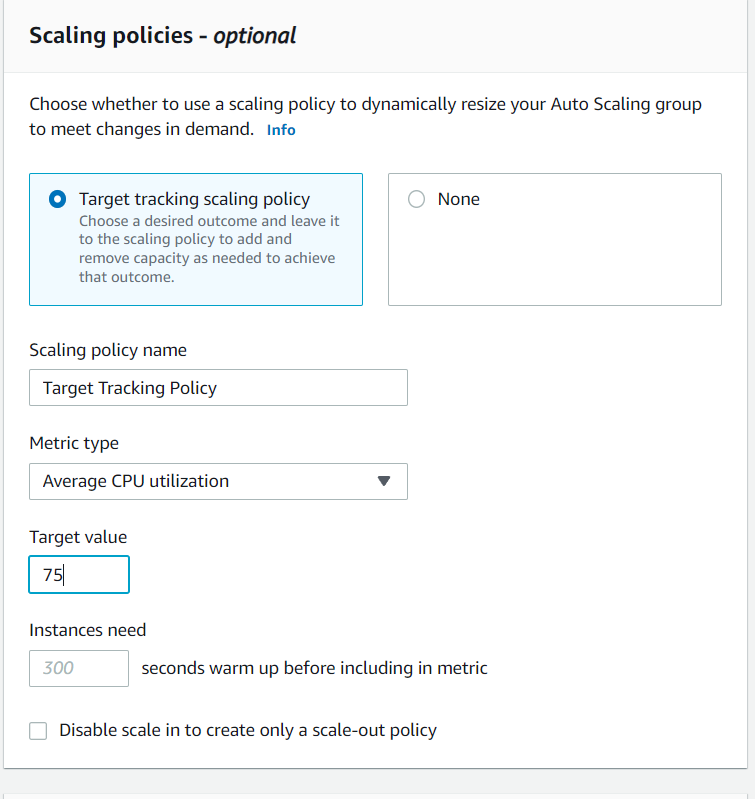 Scaling policies - optional
Choose whether to use a scaling policy to dynamically resize your Auto Scaling group
to meet changes in demand. Info
Target tracking scaling policy
Choose a desired outcome and leave it
to the scaling policy to add and
remove capacity as needed to achieve
that outcome.
None
Scaling policy name
Target Tracking Policy
Metric type
Average CPU utilization
Target value
75
Instances need
300 seconds warm up before including in metric
Disable scale in to create only a scale-out policy